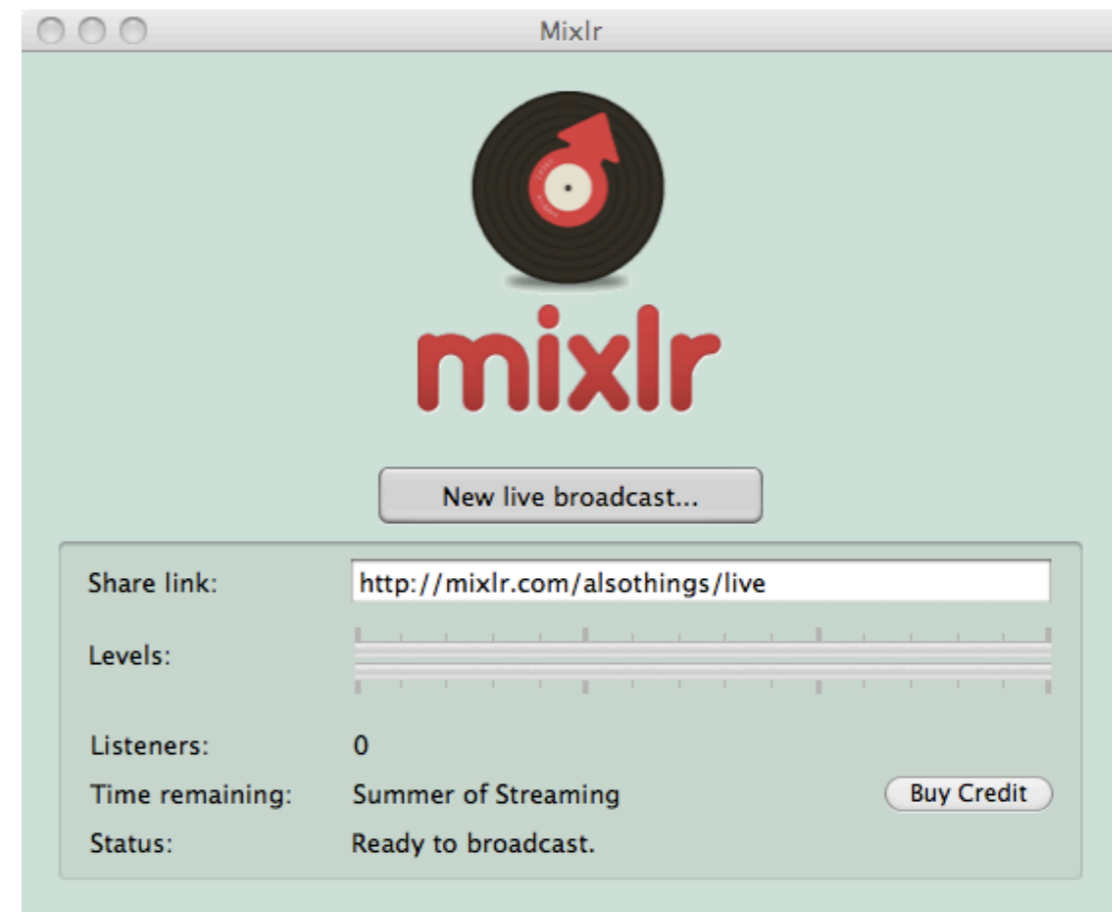 Mixlr
mixlr
New live broadcast...
Share link: http://mixlr.com/alsothings/live
Levels:
Listeners: 0
Time remaining: Summer of Streaming Buy Credit
Status: Ready to broadcast.